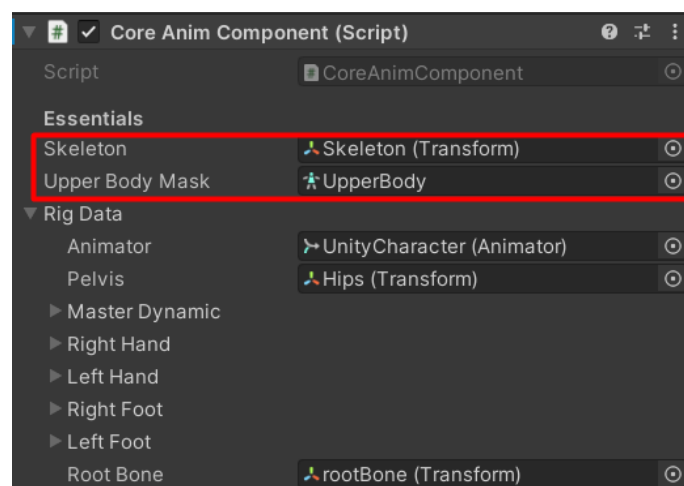 Core Anim Component (Script)
Script CoreAnimComponent
Essentials
Skeleton Skeleton (Transform)
Upper Body Mask UpperBody
Rig Data
Animator UnityCharacter (Animator)
Pelvis Hips (Transform)
Master Dynamic
Right Hand
Left Hand
Right Foot
Left Foot
Root Bone rootBone (Transform)